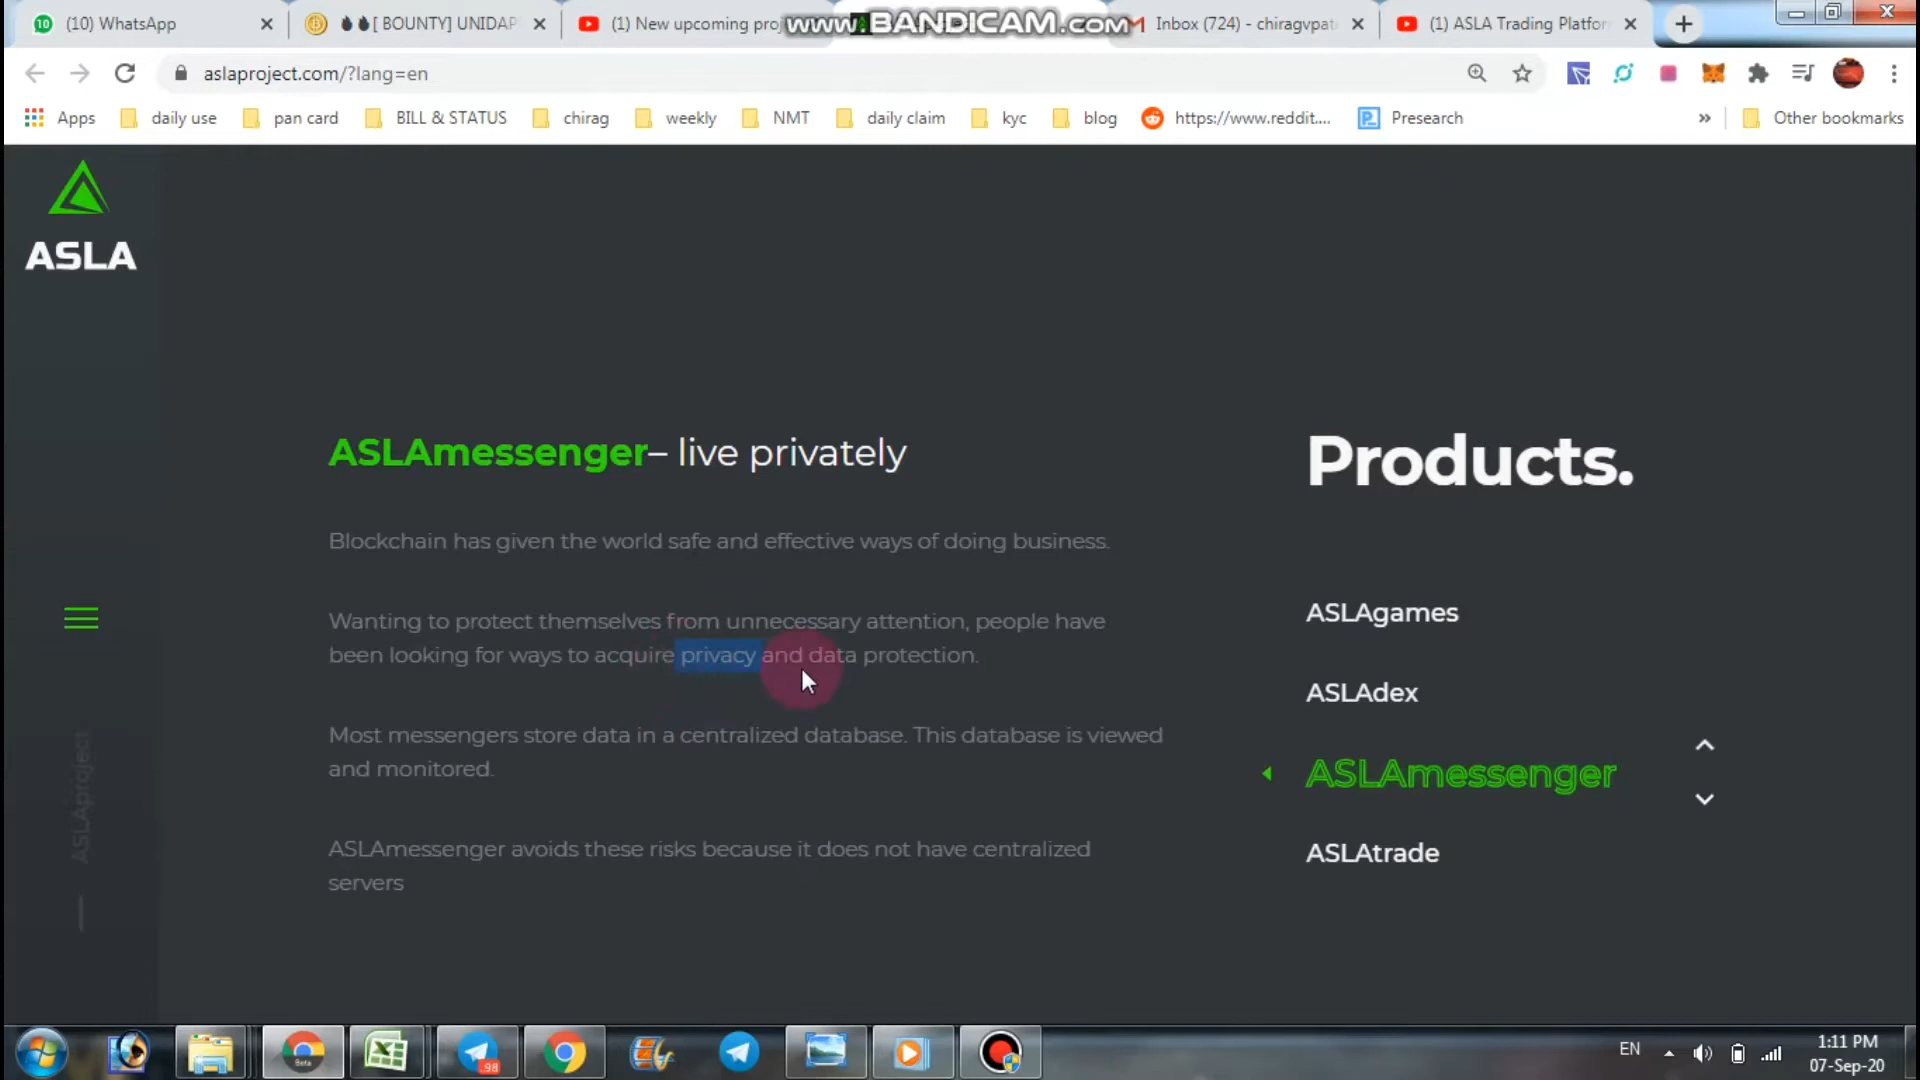 (10) WhatsApp
[ BOUNTY] UNIDAP
(1) New upcoming proj
www.BANDICAM.com
Inbox (724) - chiragvpat
(1) ASLA Trading Platfor
aslaproject.com/?lang=en
Apps
daily use
pan card
BILL & STATUS
chirag
weekly
NMT
daily claim
kyc
blog
https://www.reddit....
Presearch
»
Other bookmarks
ASLA
ASLAmessenger– live privately
Blockchain has given the world safe and effective ways of doing business.
Wanting to protect themselves from unnecessary attention, people have
been looking for ways to acquire privacy and data protection.
Most messengers store data in a centralized database. This database is viewed
and monitored.
ASLAmessenger avoids these risks because it does not have centralized
servers
Products.
ASLAgames
ASLAdex
ASLAmessenger
ASLAtrade
ASLAproject
Beta
98
EN
1:11 PM
07-Sep-20